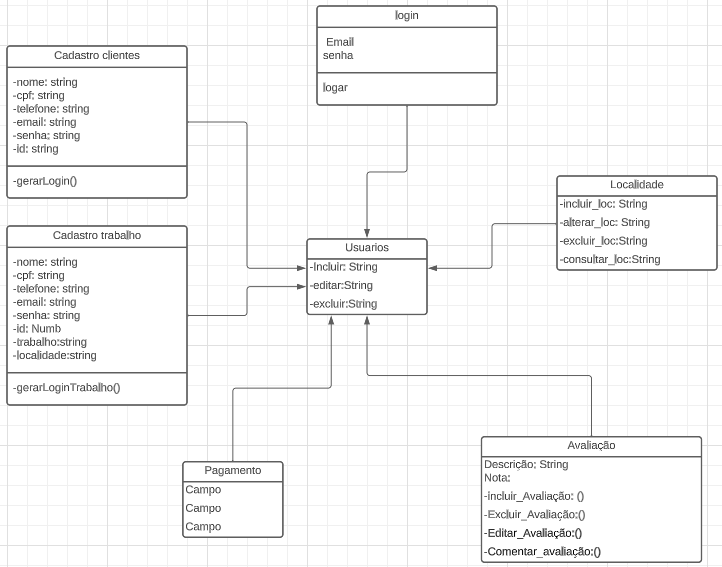 login
Email
senha
logar
Cadastro clientes
-nome: string
-cpf: string
-telefone: string
-email: string
-senha: string
-id: string
-gerarLogin()
Localidade
-incluir_loc: String
-alterar_loc: String
-excluir_loc:String
-consultar_loc:String
Cadastro trabalho
-nome: string
-cpf: string
-telefone: string
-email: string
-senha: string
-id: Numb
-trabalho:string
-localidade:string
-gerarLoginTrabalho()
Usuarios
-Incluir: String
-editar:String
-excluir:String
Pagamento
Campo
Campo
Campo
Avaliação
Descrição: String
Nota:
-Incluir_Avaliação: ()
-Excluir_Avaliação:()
-Editar_Avaliação:()
-Comentar_avaliação:()